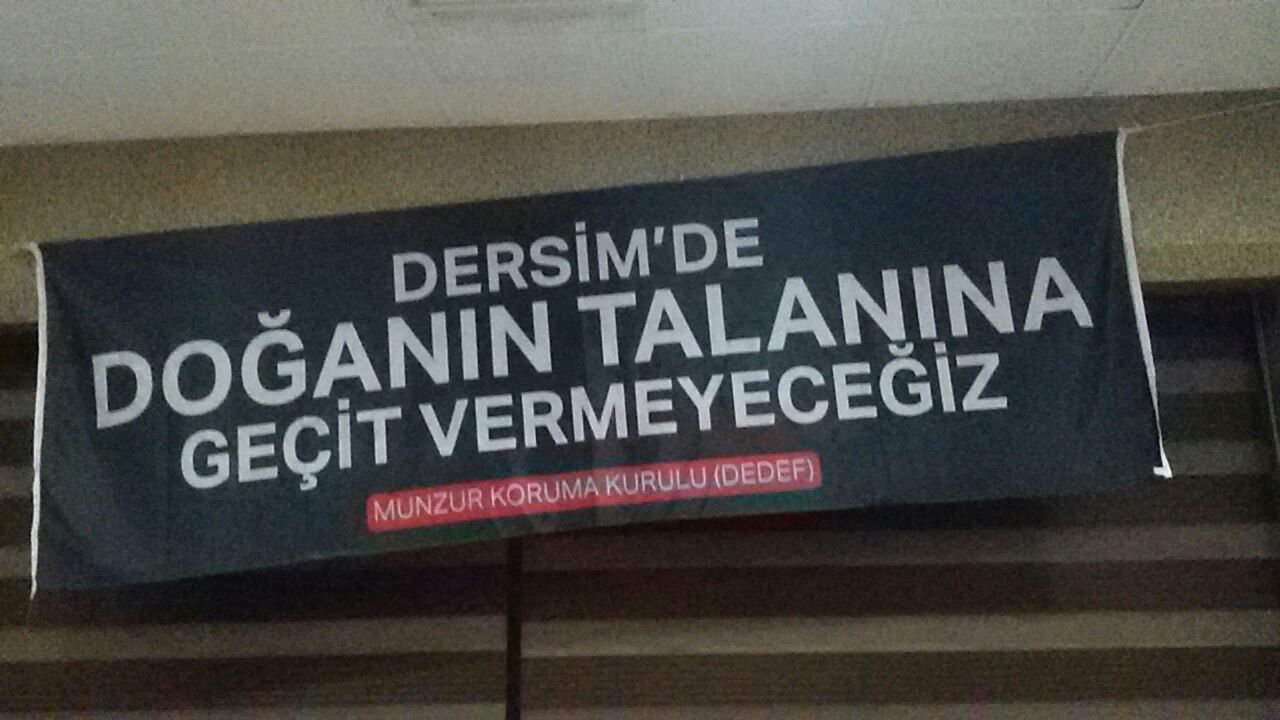 DERSİM'DE
DOĞANIN TALANINA
GEÇİT VERMEYECEĞİZ
MUNZUR KORUMA KURULU (DEDEF)